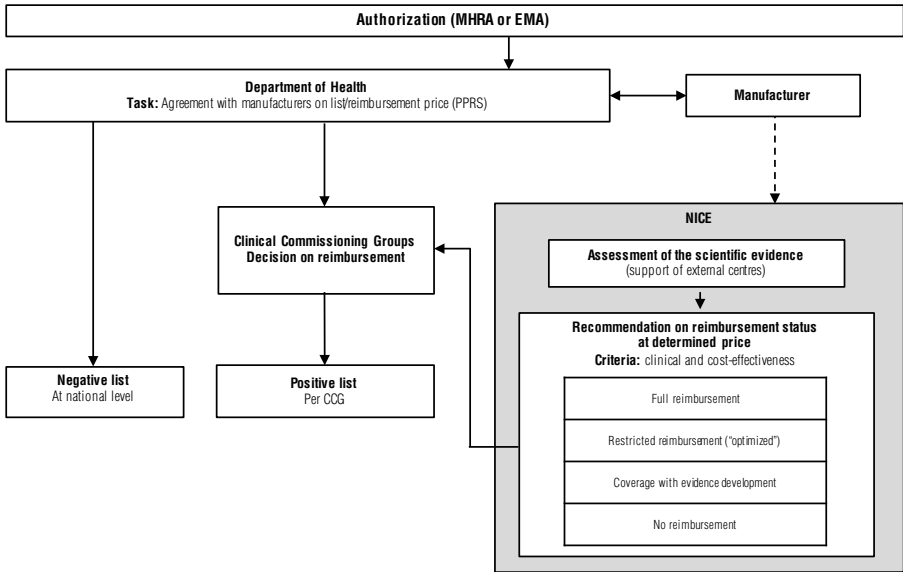 Authorization (MHRA or EMA)
Department of Health
Task: Agreement with manufacturers on list/reimbursement price (PPRS)
Manufacturer
NICE
Clinical Commissioning Groups
Decision on reimbursement
Assessment of the scientific evidence
(support of external centres)
Recommendation on reimbursement status
at determined price
Criteria: clinical and cost-effectiveness
Negative list
At national level
Positive list
Per CCG
Full reimbursement
Restricted reimbursement (“optimized”)
Coverage with evidence development
No reimbursement